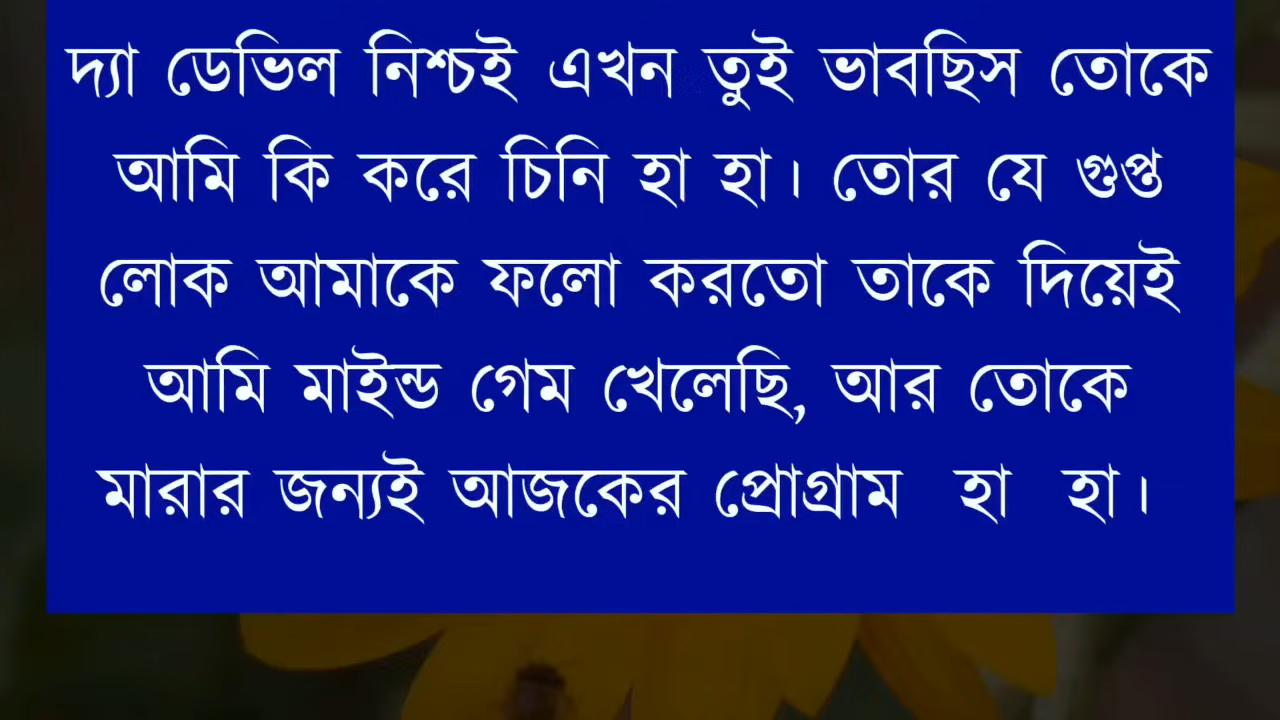 দ্যা ডেভিল নিশ্চই এখন তুই ভাবছিস তোকে
আমি কি করে চিনি হা হা। তোর যে গুপ্ত
লোক আমাকে ফলো করতো তাকে দিয়েই
আমি মাইন্ড গেম খেলেছি, আর তোকে
মারার জন্যই আজকের প্রোগ্রাম হা হা।